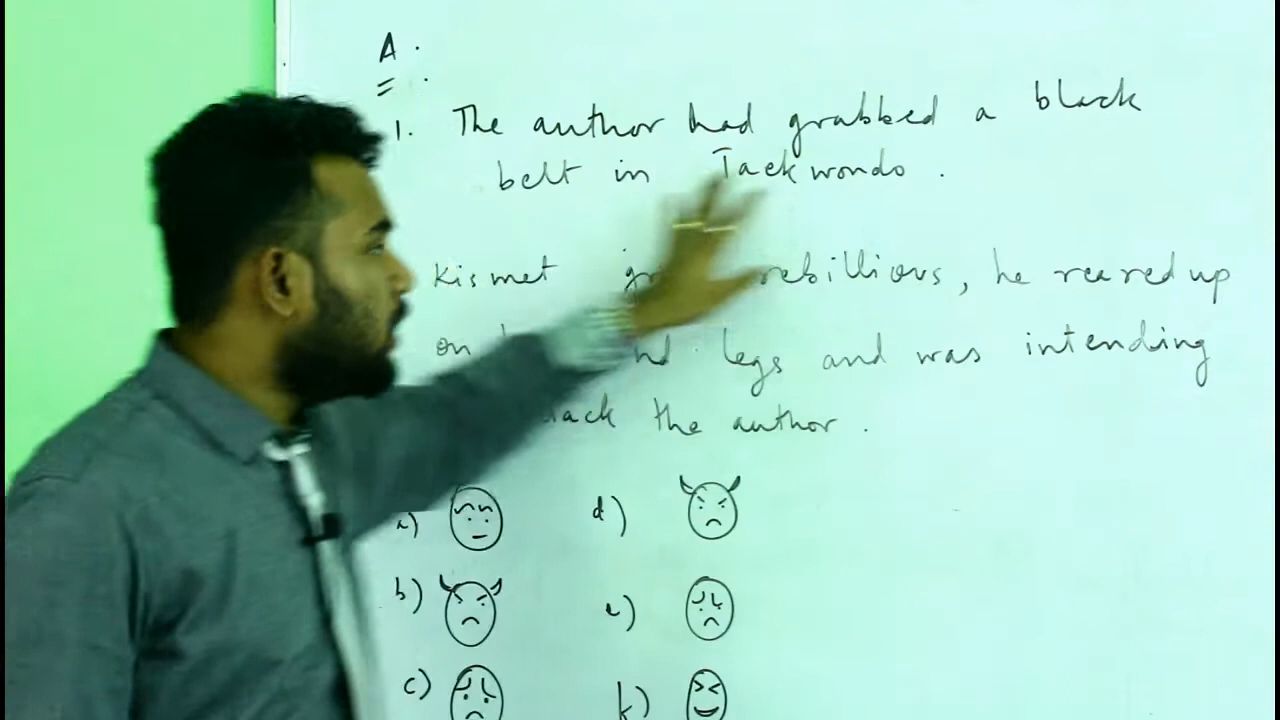 A.
1. The author had grabbed a black
belt in Taekwondo.
Kismet rebillious, he reared up
on legs and was intending
the author.
a) d)
b) e)
c) f)